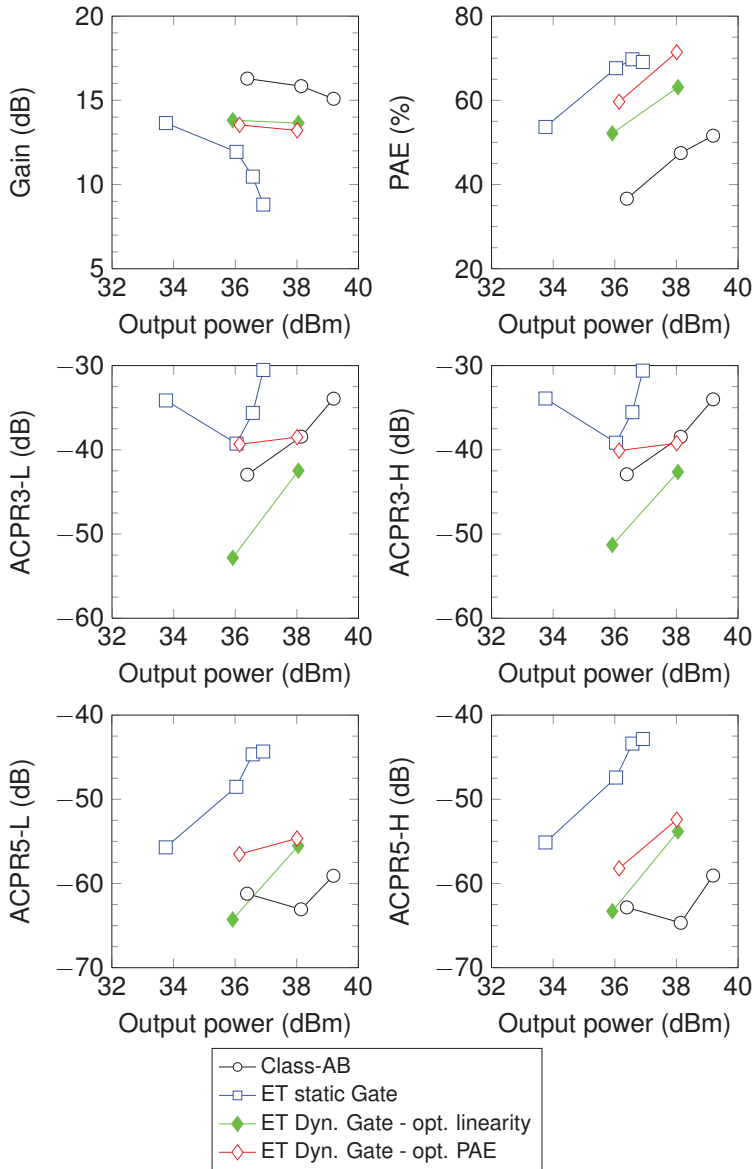 20
15
10
5
32 34 36 38 40
Gain (dB)
Output power (dBm)
80
60
40
20
32 34 36 38 40
PAE (%)
Output power (dBm)
−30
−40
−50
−60
32 34 36 38 40
ACPR3-L (dB)
Output power (dBm)
−30
−40
−50
−60
32 34 36 38 40
ACPR3-H (dB)
Output power (dBm)
−40
−50
−60
−70
32 34 36 38 40
ACPR5-L (dB)
Output power (dBm)
−40
−50
−60
−70
32 34 36 38 40
ACPR5-H (dB)
Output power (dBm)
Class-AB
ET static Gate
ET Dyn. Gate - opt. linearity
ET Dyn. Gate - opt. PAE